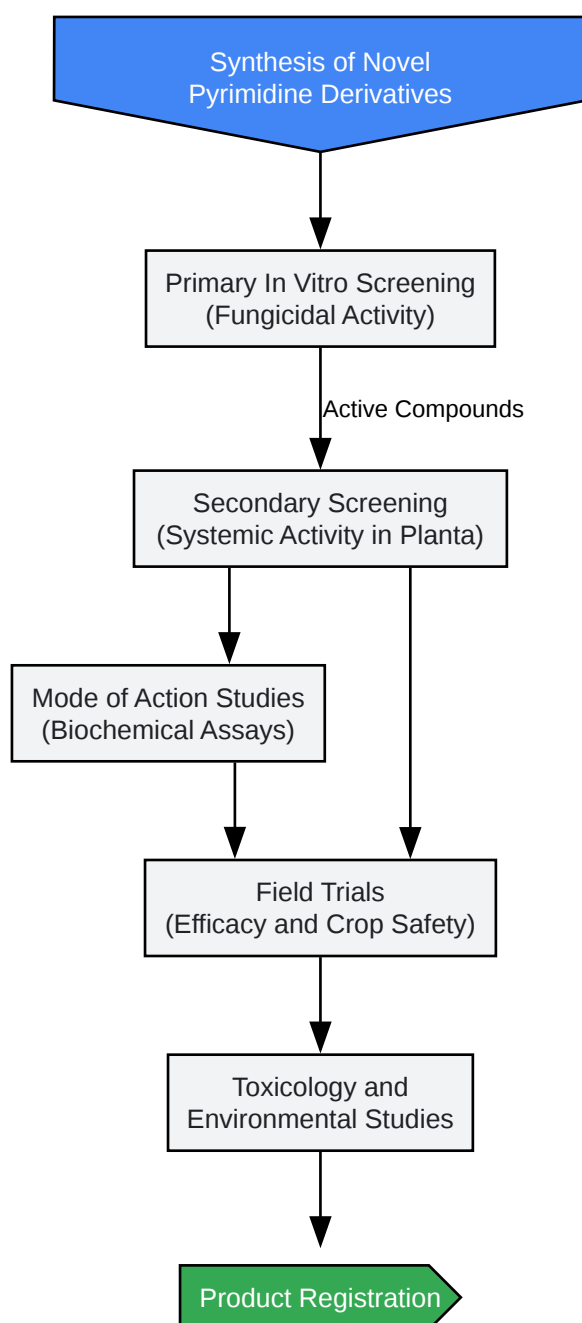 Synthesis of Novel
Pyrimidine Derivatives
Primary In Vitro Screening
(Fungicidal Activity)
Active Compounds
Secondary Screening
(Systemic Activity in Planta)
Mode of Action Studies
(Biochemical Assays)
Field Trials
(Efficacy and Crop Safety)
Toxicology and
Environmental Studies
Product Registration